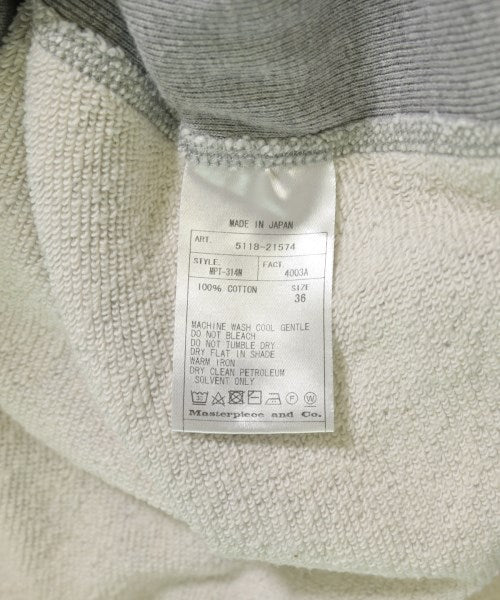 MADE IN JAPAN
ART. 5118-21574
STYLE. FACT.
MPT-314M 4003A
100% COTTON SIZE
36
MACHINE WASH COOL GENTLE
DO NOT BLEACH
DO NOT TUMBLE DRY
DRY FLAT IN SHADE
WARM IRON
DRY CLEAN PETROLEUM
SOLVENT ONLY
Masterpiece and Co.